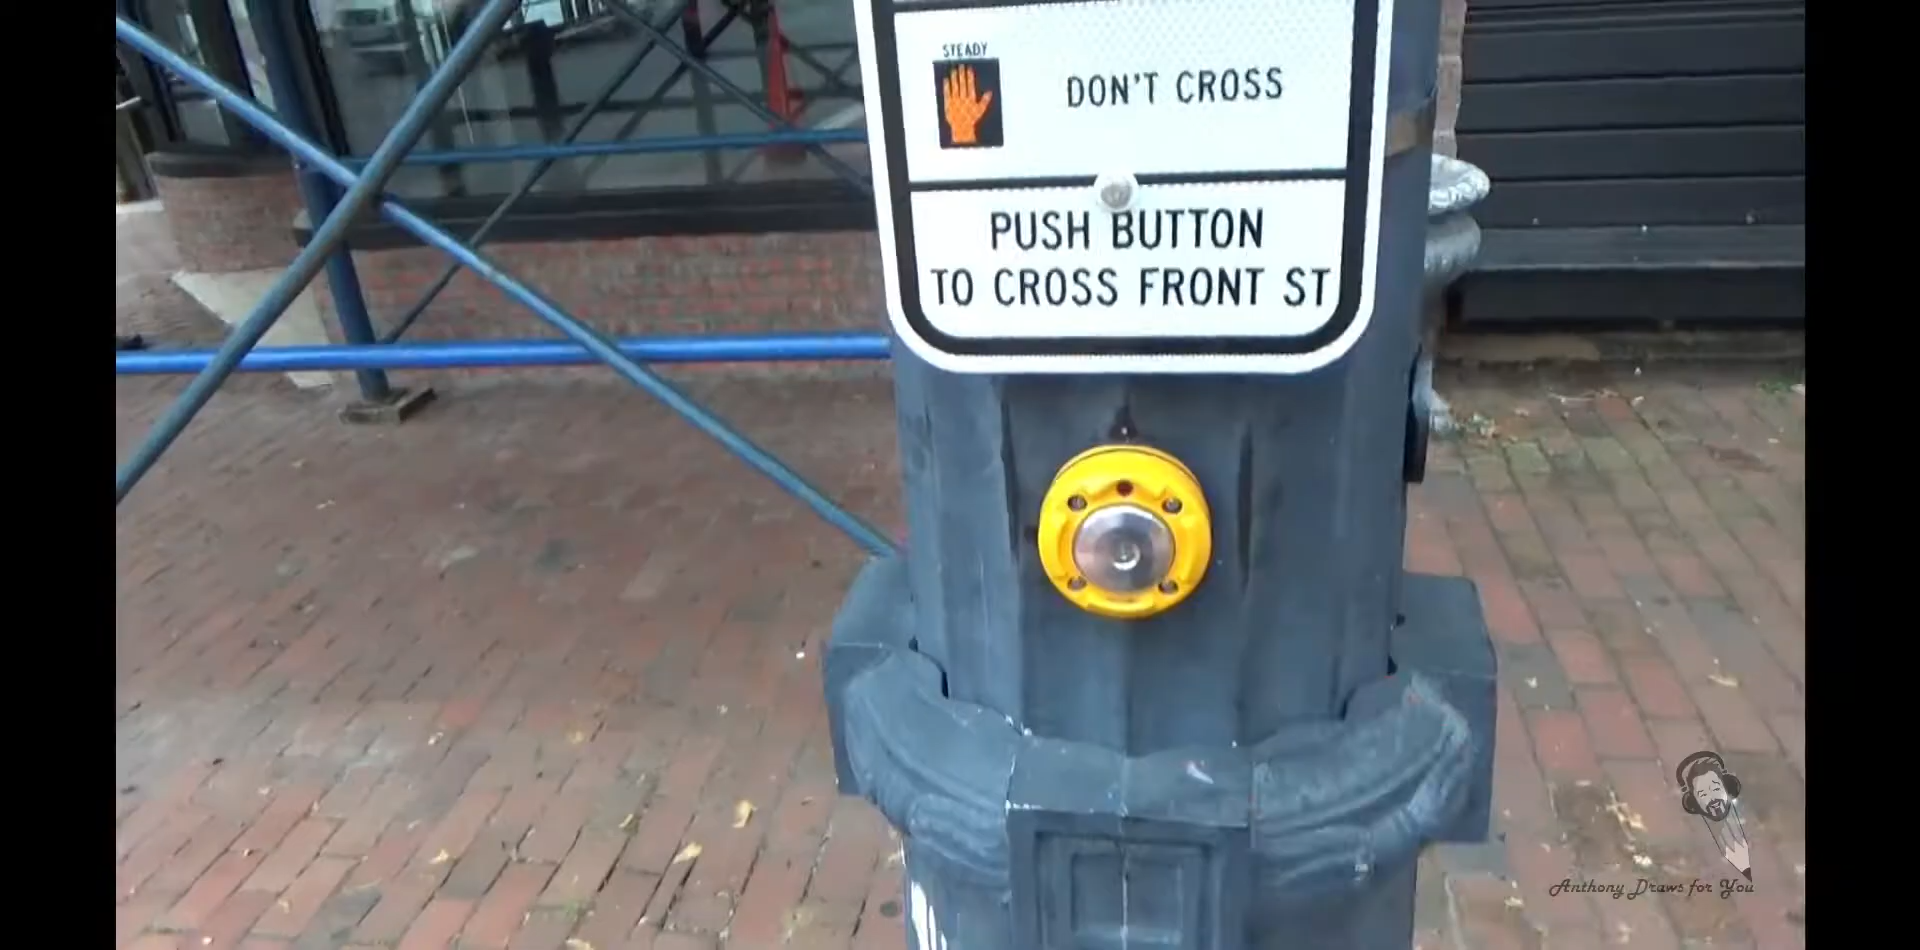 STEADY
DON'T CROSS
PUSH BUTTON
TO CROSS FRONT ST
Anthony Draws for You